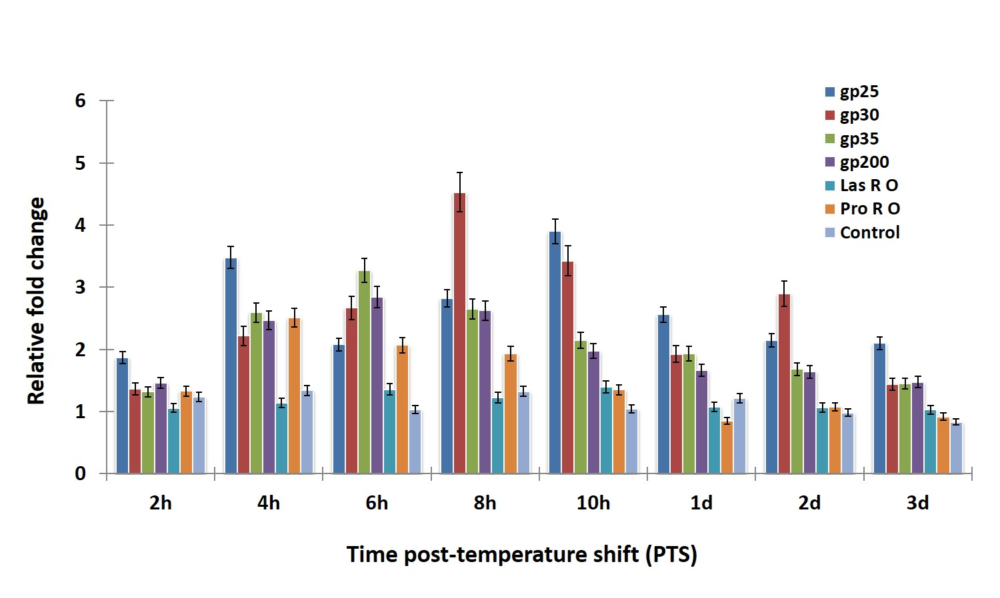 6
5
4
3
2
1
0
Relative fold change
gp25
gp30
gp35
gp200
Las R O
Pro R O
Control
2h 4h 6h 8h 10h 1d 2d 3d
Time post-temperature shift (PTS)